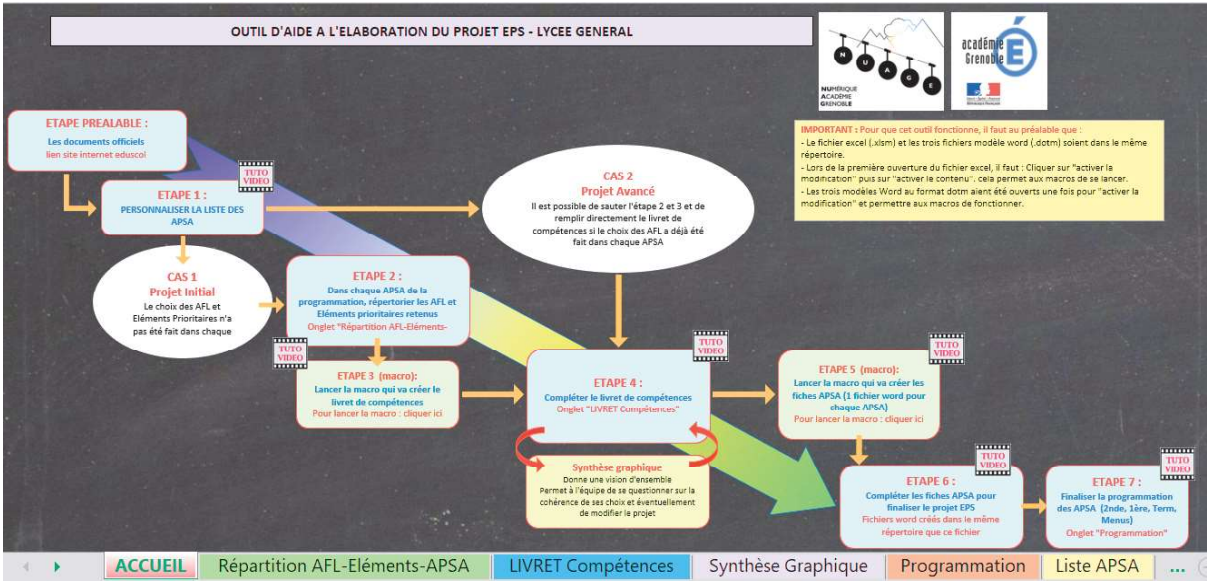 OUTIL D'AIDE A L'ELABORATION DU PROJET EPS - LYCEE GENERAL
N U A G E
NUMÉRIQUE
ACADÉMIE
GRENOBLE
académie
Grenoble
É
ETAPE PREALABLE :
Les documents officiels
lien site internet eduscol
IMPORTANT : Pour que cet outil fonctionne, il faut au préalable que :
- Le fichier excel (.xlsm) et les trois fichiers modèle word (.dotm) soient dans le même
répertoire.
- Lors de la première ouverture du fichier excel, il faut : Cliquer sur "activer la
modification" puis sur "activer le contenu". cela permet aux macros de se lancer.
- Les trois modèles Word au format dotm aient été ouverts une fois pour "activer la
modification" et permettre aux macros de fonctionner.
TUTO
VIDEO
ETAPE 1 :
PERSONNALISER LA LISTE DES
APSA
CAS 2
Projet Avancé
Il est possible de sauter l'étape 2 et 3 et de
remplir directement le livret de
compétences si le choix des AFL a déjà été
fait dans chaque APSA
CAS 1
Projet Initial
Le choix des AFL et
Eléments Prioritaires n'a
pas été fait dans chaque
ETAPE 2 :
Dans chaque APSA de la
programmation, répertorier les AFL et
Eléments prioritaires retenus
Onglet "Répartition AFL-Eléments-
TUTO
VIDEO
ETAPE 3 (macro):
Lancer la macro qui va créer le
livret de compétences
Pour lancer la macro : cliquer ici
TUTO
VIDEO
ETAPE 4 :
Compléter le livret de compétences
Onglet "LIVRET Compétences"
TUTO
VIDEO
ETAPE 5 (macro):
Lancer la macro qui va créer les
fiches APSA (1 fichier word pour
chaque APSA)
Pour lancer la macro : cliquer ici
Synthèse graphique
Donne une vision d'ensemble
Permet à l'équipe de se questionner sur la
cohérence de ses choix et éventuellement
de modifier le projet
TUTO
VIDEO
ETAPE 6 :
Compléter les fiches APSA pour
finaliser le projet EPS
Fichiers word créés dans le même
répertoire que ce fichier
TUTO
VIDEO
ETAPE 7 :
Finaliser la programmation
des APSA (2nde, 1ère, Term,
Menus)
Onglet "Programmation"
ACCUEIL Répartition AFL-Eléments-APSA LIVRET Compétences Synthèse Graphique Programmation Liste APSA ...